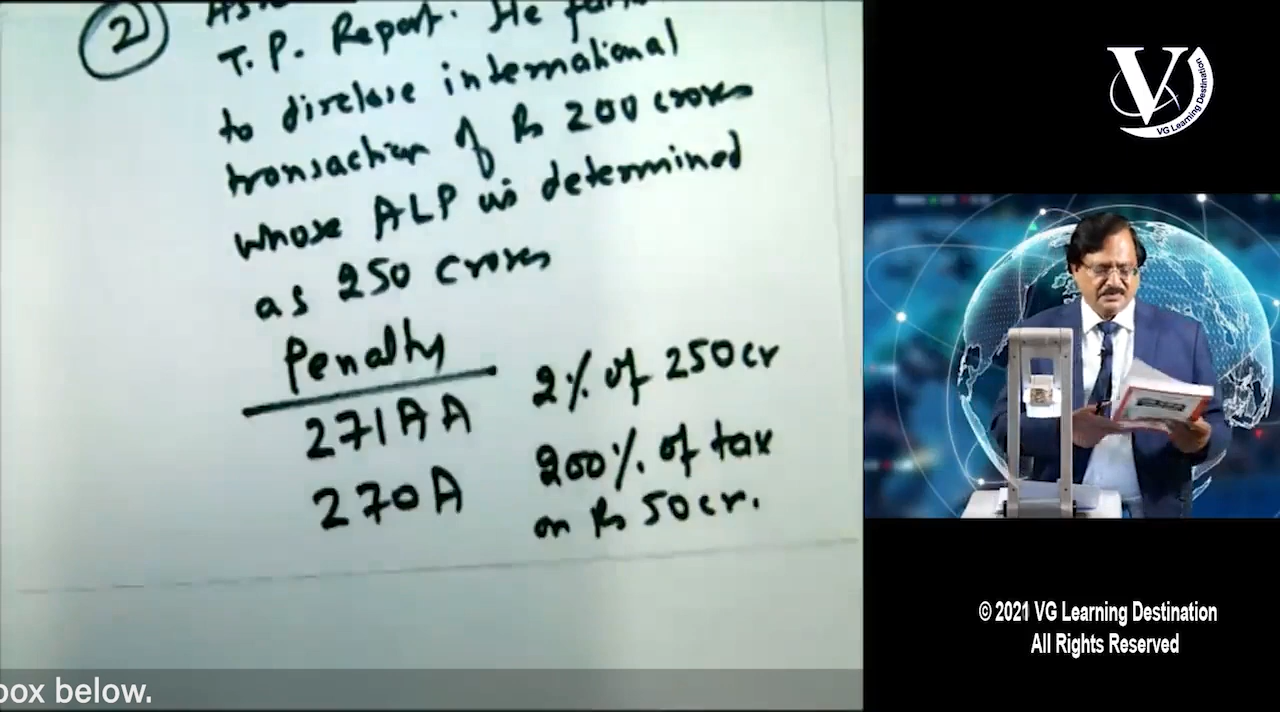 2
T.P. Report. He
to disclose international
transaction of Rs 200 crores
whose ALP is determined
as 250 crores
Penalty
271AA 2% of 250cr
270A 200% of tax
on Rs 50cr.
V
VG Learning Destination
© 2021 VG Learning Destination
All Rights Reserved
box below.